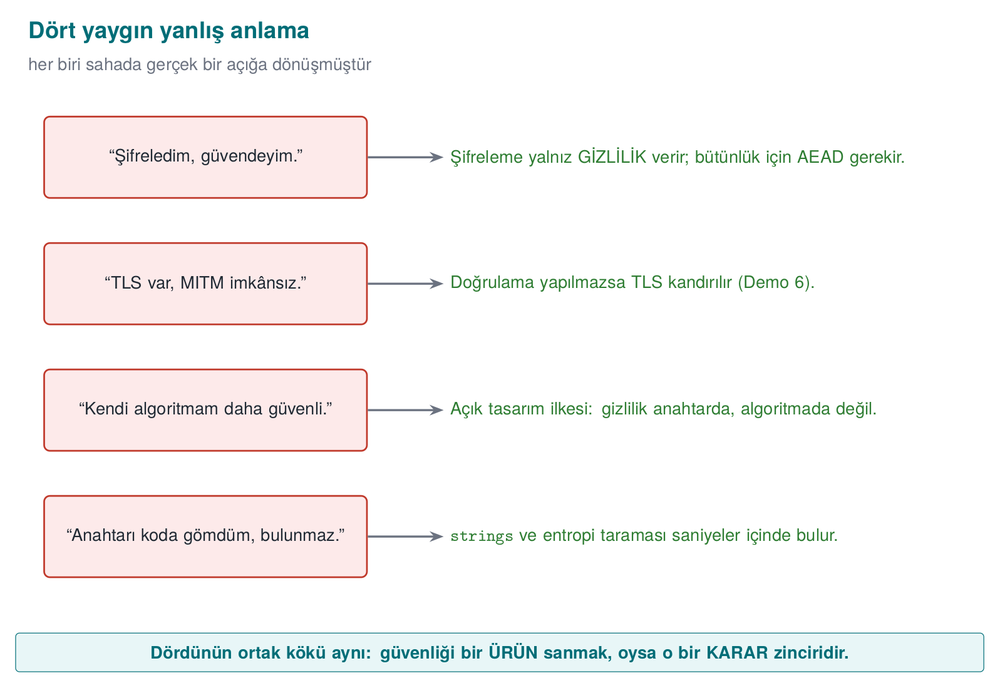 Dört yaygın yanlış anlama
her biri sahada gerçek bir açığa dönüşmüştür
“Şifreledim, güvendeyim.”
Şifreleme yalnız GİZLİLİK verir; bütünlük için AEAD gerekir.
“TLS var, MITM imkânsız.”
Doğrulama yapılmazsa TLS kandırılır (Demo 6).
“Kendi algoritmam daha güvenli.”
Açık tasarım ilkesi: gizlilik anahtarda, algoritmada değil.
“Anahtarı koda gömdüm, bulunmaz.”
strings ve entropi taraması saniyeler içinde bulur.
Dördünün ortak kökü aynı: güvenliği bir ÜRÜN sanmak, oysa o bir KARAR zinciridir.